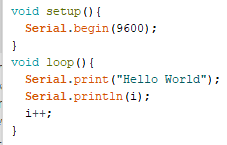 void setup(){
  Serial.begin(9600);
}
void loop(){
  Serial.print("Hello World");
  Serial.println(i);
  i++;
}